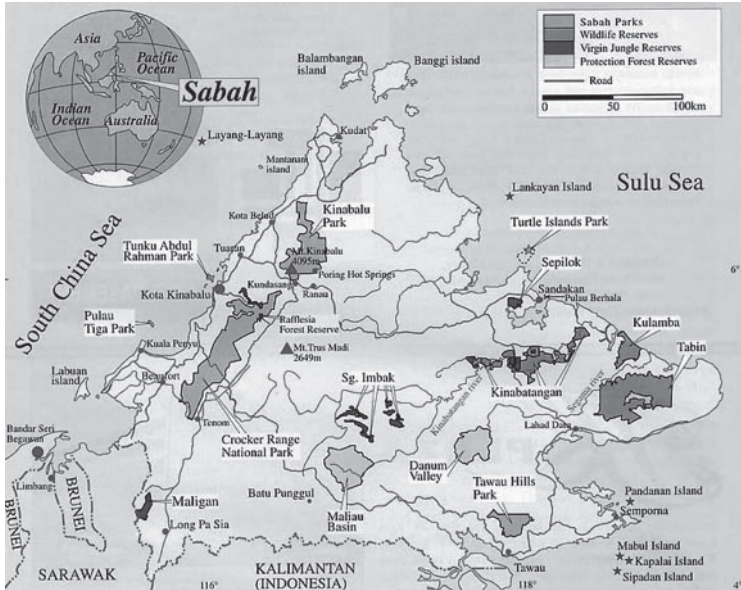 Asia
Pacific
Ocean
Sabah
Indian
Ocean
Australia
Sabah Parks
Wildlife Reserves
Virgin Jungle Reserves
Protection Forest Reserves
Road
0 50 100km
Balambangan
island
Banggi island
Layang-Layang
Kudat
Mantanani
island
Lankayan Island
Sulu Sea
Kota Belud
Kinabalu
Park
Turtle Islands Park
Tuaran
Tunku Abdul
Rahman Park
Mt.Kinabalu
4095m
Poring Hot Springs
Sepilok
6°
South China Sea
Kota Kinabalu
Kundasang
Ranau
Sandakan
Pulau Berhala
Pulau
Tiga Park
Rafflesia
Forest Reserve
Kulamba
Kuala Penyu
Mt.Trus Madi
2649m
Tabin
Labuan
island
Beaufort
Sg. Imbak
Kinabatangan river
Kinabatangan
Segama river
Tenom
Crocker Range
National Park
Lahad Datu
Bandar Seri
Begawan
Danum
Valley
Limbang
BRUNEI
BRUNEI
Maligan
Batu Punggul
Maliau
Basin
Tawau Hills
Park
Pandanan Island
Semporna
Long Pa Sia
Mabul Island
Kapalai Island
Sipadan Island
Tawau
SARAWAK
116°
KALIMANTAN
(INDONESIA)
118°
4°